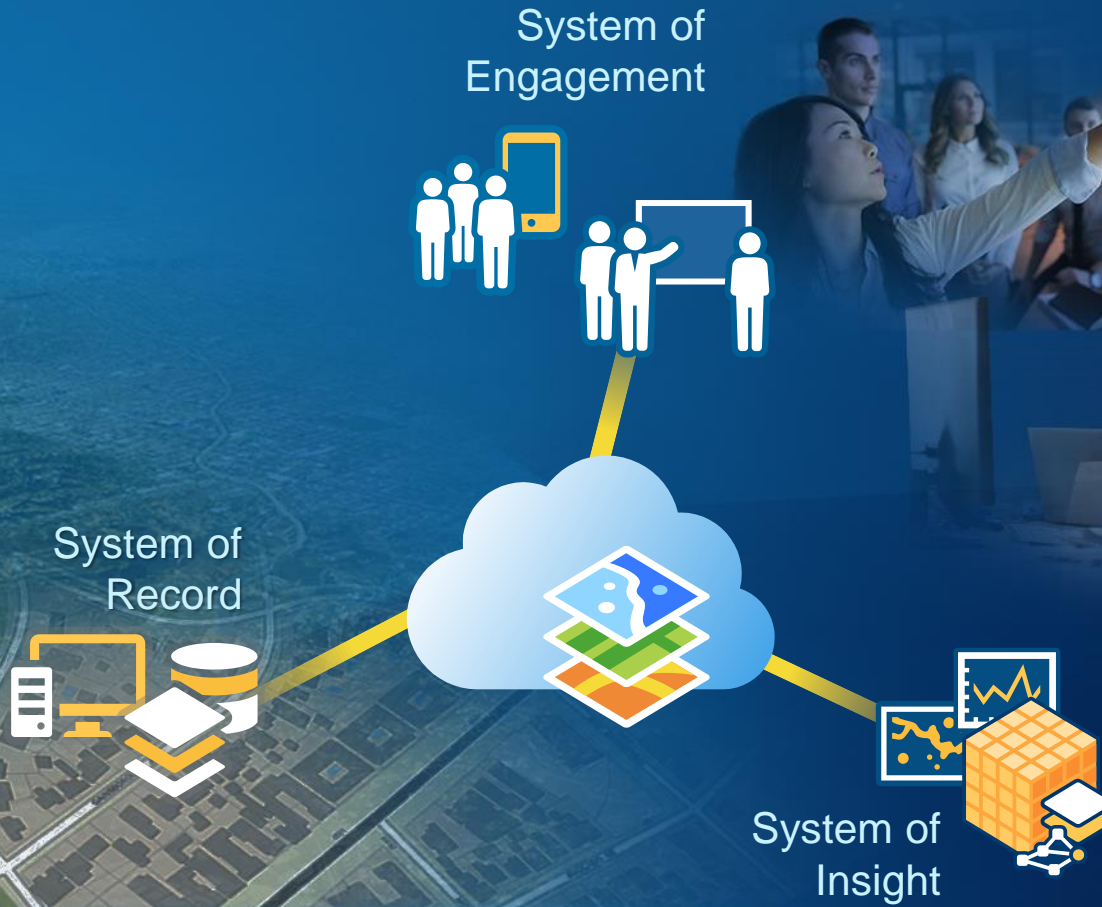 System of
Engagement
System of
Record
System of
Insight